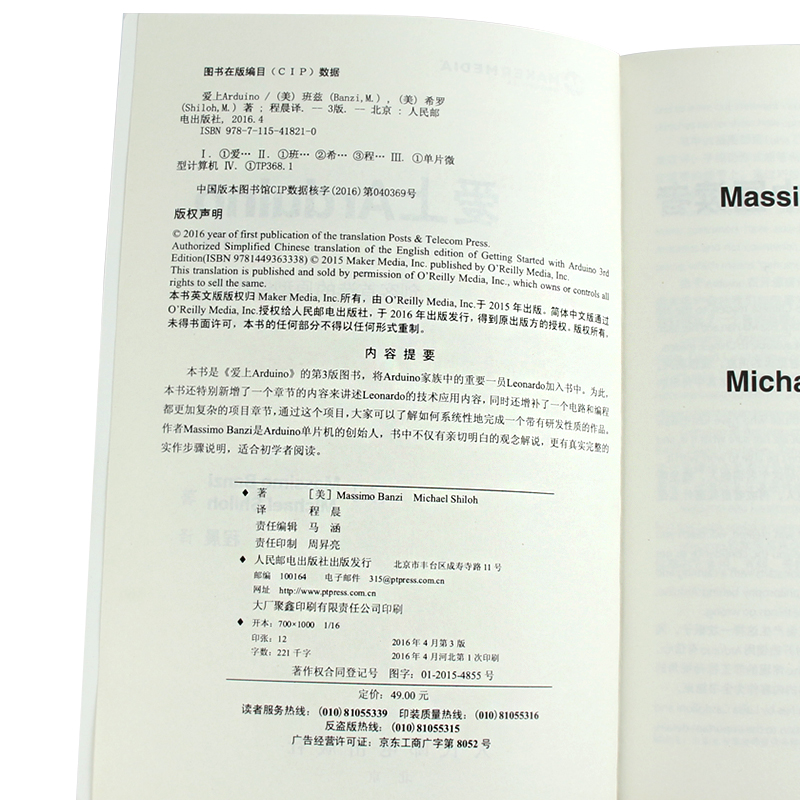 图书在版编目（CIP）数据
爱上Arduino /（美）班兹（Banzi,M.），（美）希罗
（Shiloh,M.）著；程晨译. — 3版. — 北京：人民邮
电出版社，2016.4
ISBN 978-7-115-41821-0
Ⅰ. ①爱… Ⅱ. ①班… ②希… ③程… Ⅲ. ①单片微
型计算机 Ⅳ. ①TP368.1
中国版本图书馆CIP数据核字(2016)第040369号
版权声明
© 2016 year of first publication of the translation Posts & Telecom Press.
Authorized Simplified Chinese translation of the English edition of Getting Started with Arduino 3rd
Edition(ISBN 9781449363338) © 2015 Maker Media, Inc. published by O'Reilly Media, Inc.
This translation is published and sold by permission of O'Reilly Media, Inc., which owns or controls all
rights to sell the same.
本书英文版版权归 Maker Media, Inc.所有，由 O'Reilly Media, Inc.于 2015 年出版。简体中文版通过
O'Reilly Media, Inc.授权给人民邮电出版社，于 2016 年出版发行，得到原出版方的授权。版权所有，
未得书面许可，本书的任何部分不得以任何形式重制。
内容提要
本书是《爱上Arduino》的第3版图书，将Arduino家族中的重要一员Leonardo加入书中。为此，
本书还特别新增了一个章节的内容来讲述Leonardo的技术应用内容，同时还增补了一个电路和编程
都更加复杂的项目章节，通过这个项目，大家可以了解如何系统性地完成一个带有研发性质的作品。
作者Massimo Banzi是Arduino单片机的创始人，书中不仅有亲切明白的观念解说，更有真实完整的
实作步骤说明，适合初学者阅读。
◆ 著 ［美］Massimo Banzi Michael Shiloh
译 程 晨
责任编辑 马 涵
责任印制 周昇亮
◆ 人民邮电出版社出版发行 北京市丰台区成寿寺路 11 号
邮编 100164 电子邮件 315@ptpress.com.cn
网址 http://www.ptpress.com.cn
大厂聚鑫印刷有限责任公司印刷
◆ 开本：700×1000 1/16
印张：12 2016 年 4 月第 3 版
字数：221 千字 2016 年 4 月河北第 1 次印刷
著作权合同登记号 图字：01-2015-4855 号
定价：49.00 元
读者服务热线：(010)81055339 印装质量热线：(010)81055316
反盗版热线：(010)81055315
广告经营许可证：京东工商广字第 8052 号
Massi
Micha